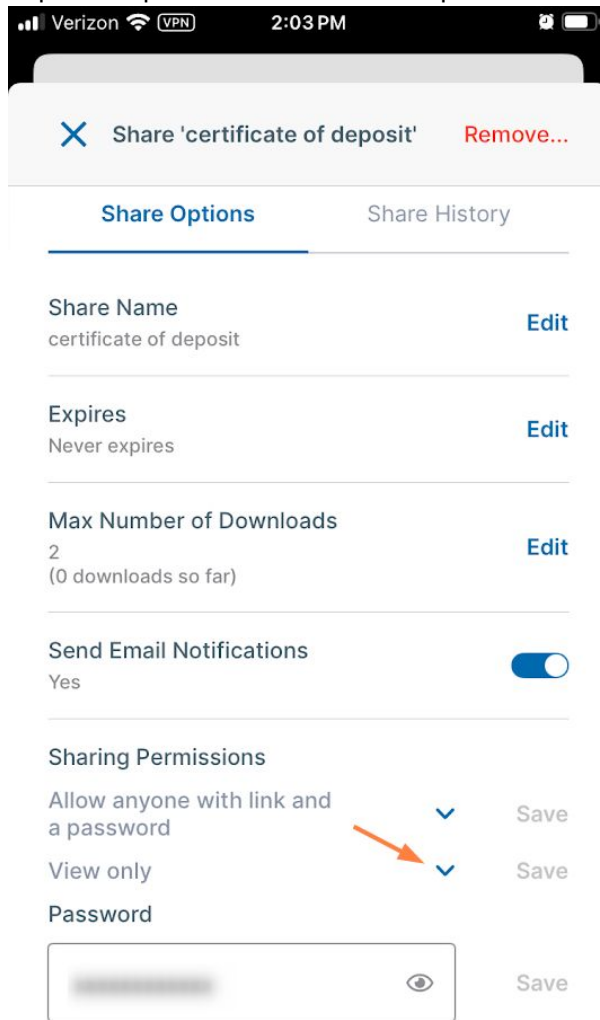 Verizon VPN 2:03 PM
Share 'certificate of deposit' Remove...
Share Options Share History
Share Name
Edit
certificate of deposit
Expires
Edit
Never expires
Max Number of Downloads
2
Edit
(0 downloads so far)
Send Email Notifications
Yes
Sharing Permissions
Allow anyone with link and
a password
Save
View only Save
Password
Save